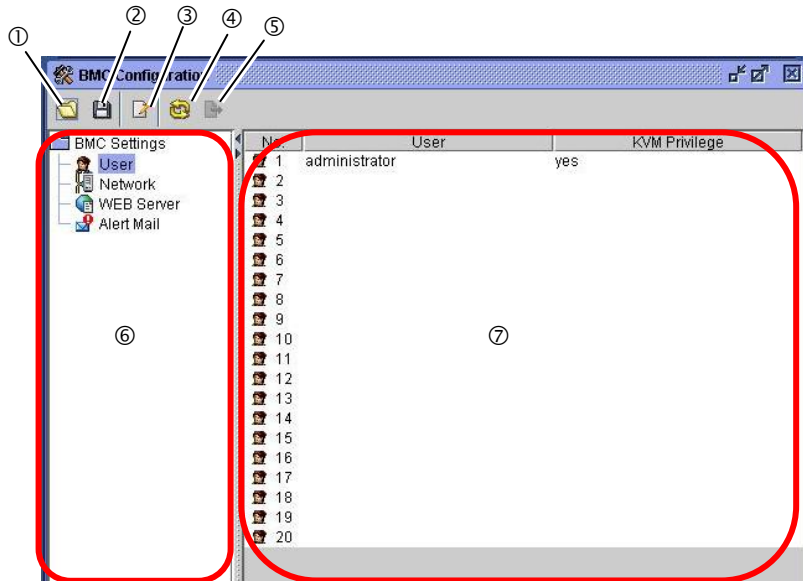 ① ② ③ ④ ⑤
BMC Configuration
BMC Settings
User
Network
WEB Server
Alert Mail
⑥
No. User KVM Privilege
1 administrator yes
2
3
4
5
6
7
8
9
10
11
12
13
14
15
16
17
18
19
20
⑦